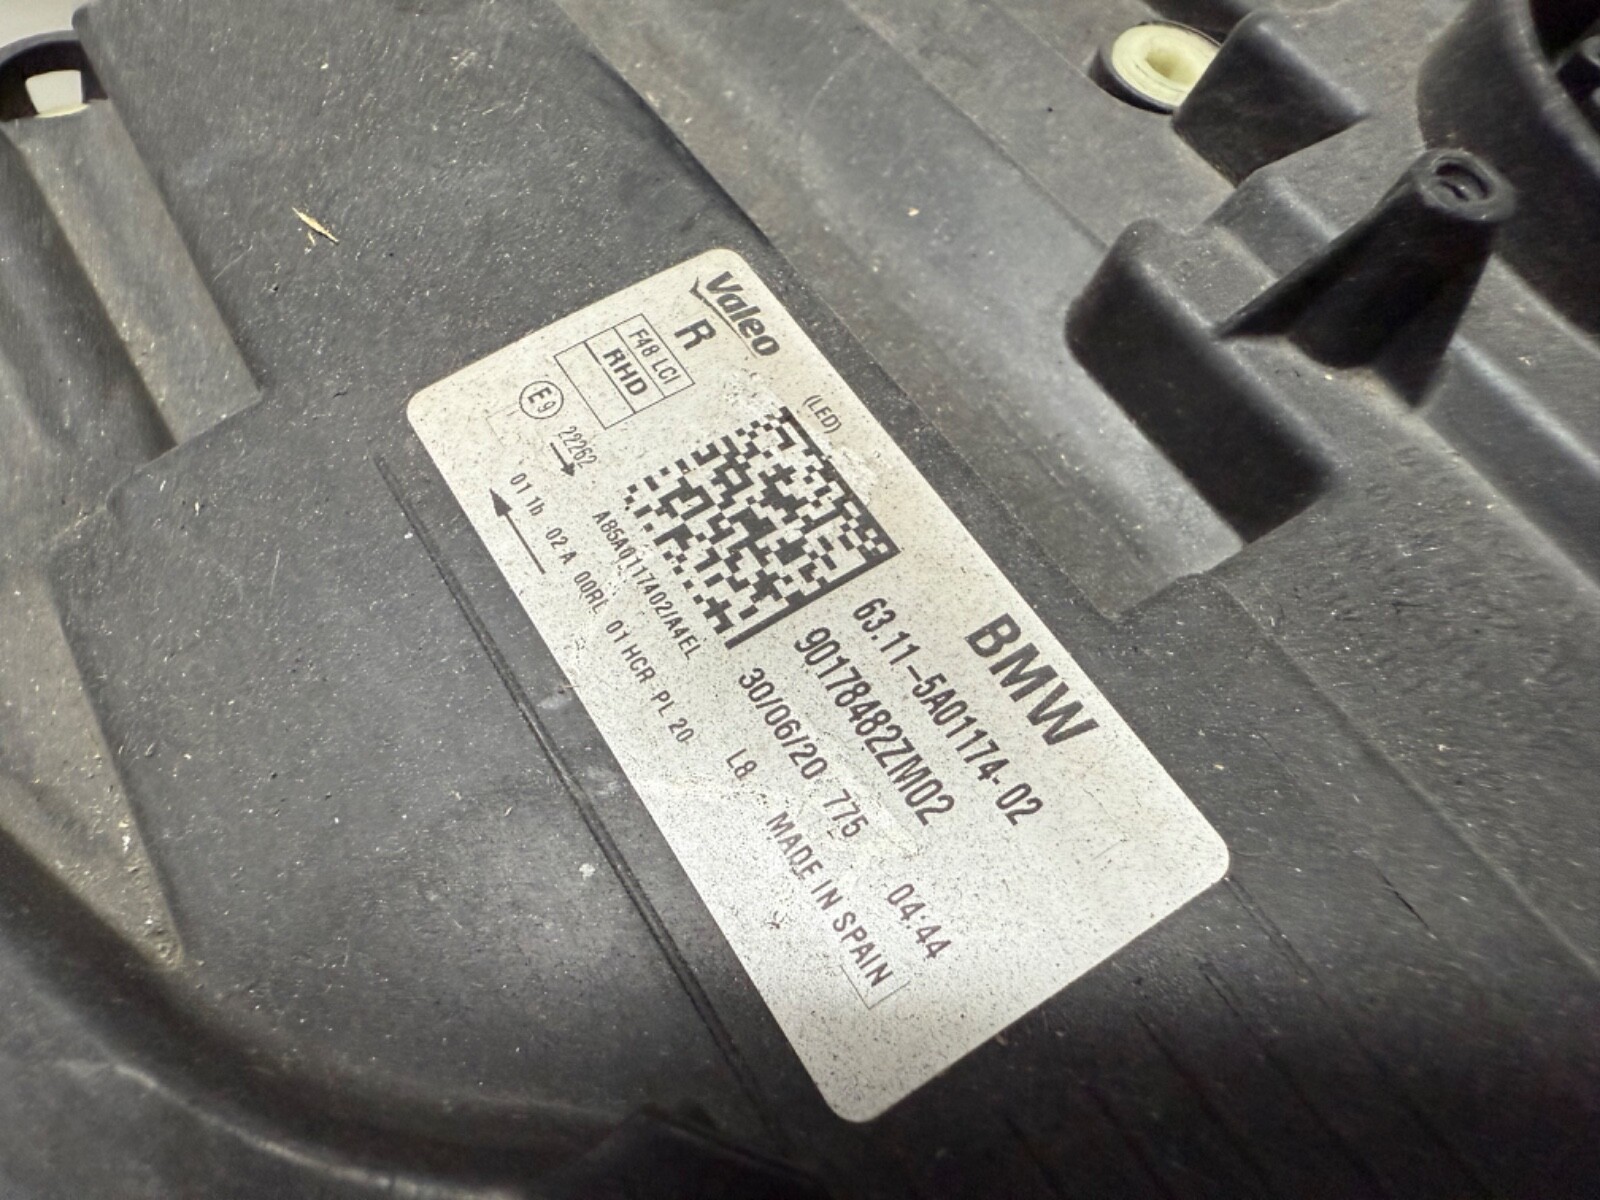 Valeo
R
F48 LCI
RHD
E9
22262
(LED)
01 1b 02 A 00RL 01 HCR PL 20
A85A0117402/A4EL
BMW
63.11-5A01174-02
90178482ZM02
30/06/20 775 04:44
L8 MADE IN SPAIN